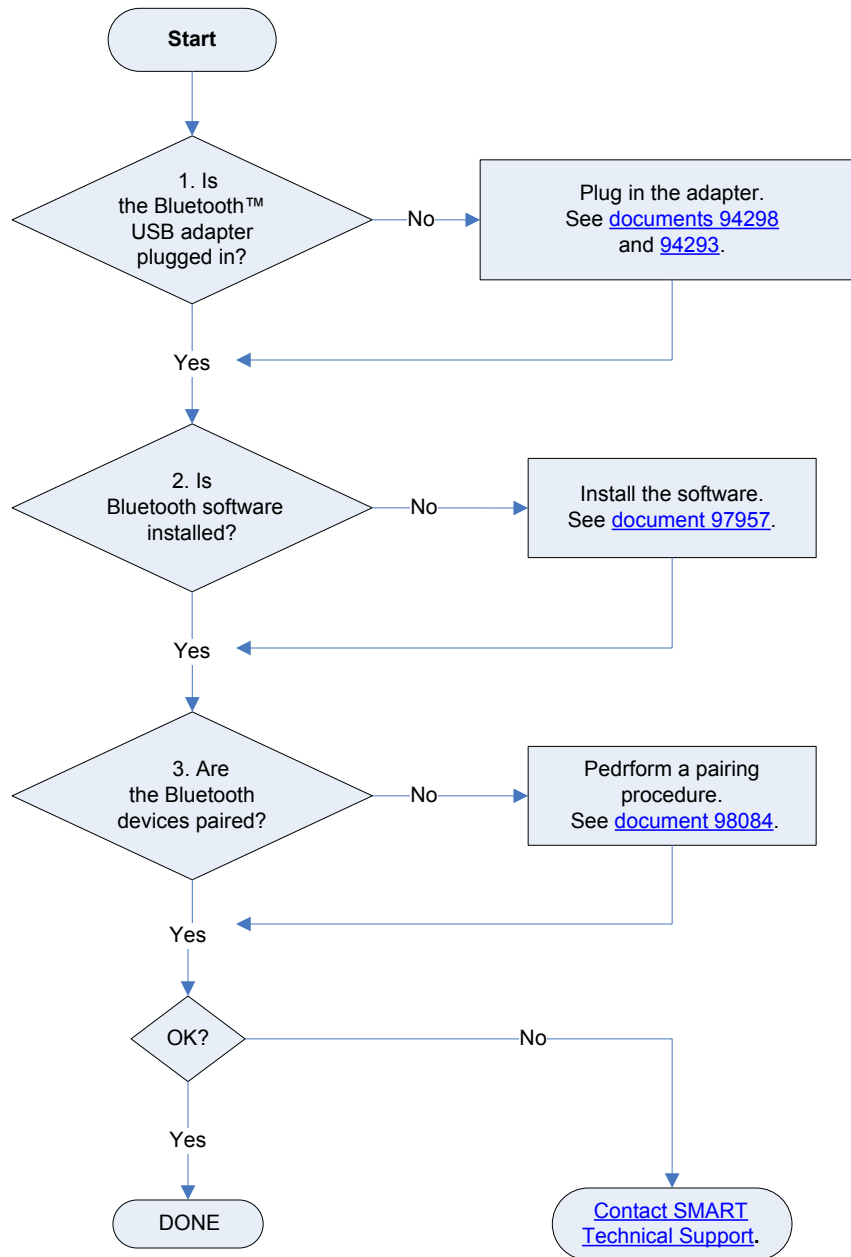 Start
1. Is
the Bluetooth™
USB adapter
plugged in?
No
Plug in the adapter.
See documents 94298
and 94293.
Yes
2. Is
Bluetooth software
installed?
No
Install the software.
See document 97957.
Yes
3. Are
the Bluetooth
devices paired?
No
Pedrform a pairing
procedure.
See document 98084.
Yes
OK?
No
Yes
DONE
Contact SMART
Technical Support.